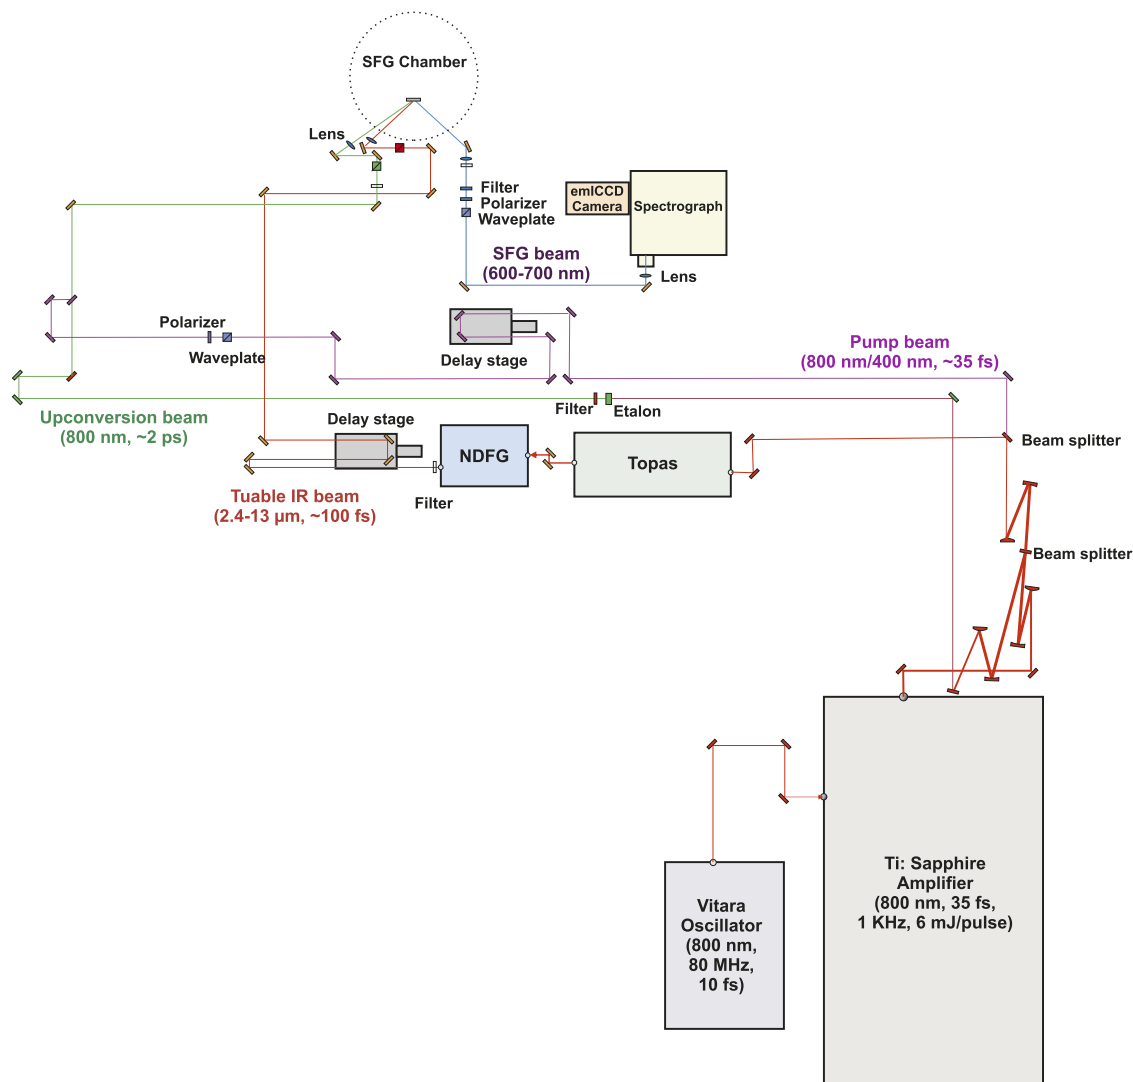 SFG Chamber
Lens
Filter
Polarizer
Waveplate
emICCD
Camera
Spectrograph
SFG beam
(600-700 nm)
Lens
Polarizer
Waveplate
Delay stage
Pump beam
(800 nm/400 nm, ~35 fs)
Upconversion beam
(800 nm, ~2 ps)
Filter
Etalon
Delay stage
NDFG
Topas
Beam splitter
Tuable IR beam
(2.4-13 µm, ~100 fs)
Filter
Beam splitter
Ti: Sapphire
Amplifier
(800 nm, 35 fs,
1 KHz, 6 mJ/pulse)
Vitara
Oscillator
(800 nm,
80 MHz,
10 fs)